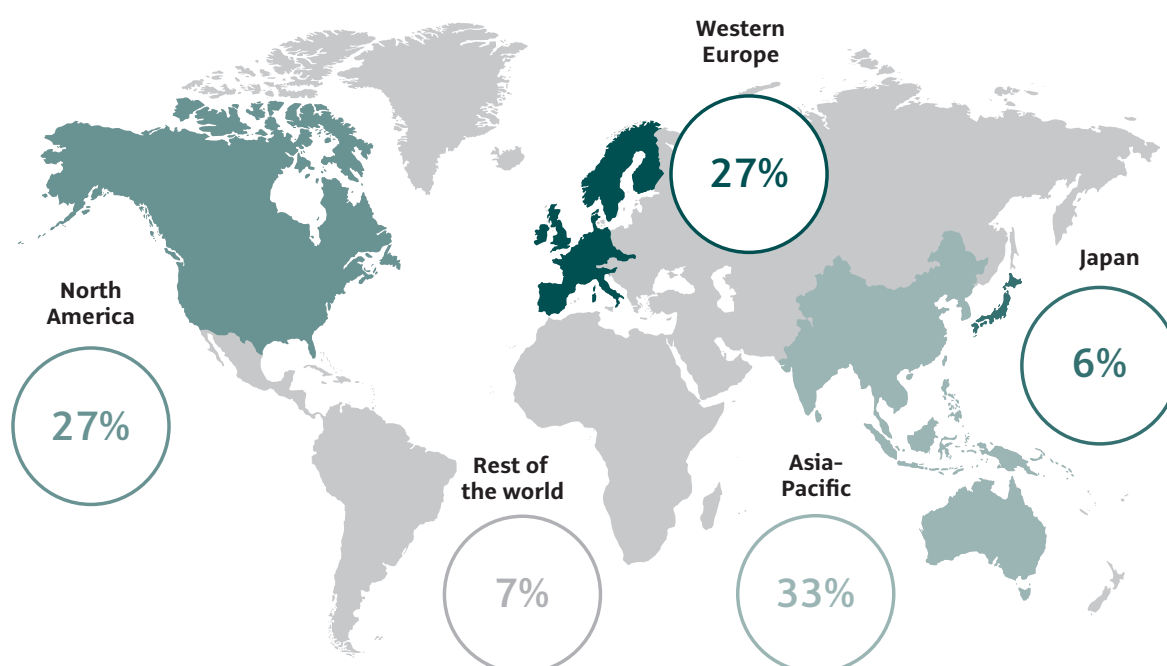 Western
Europe
27%
Japan
6%
North
America
27%
Rest of
the world
7%
Asia-
Pacific
33%